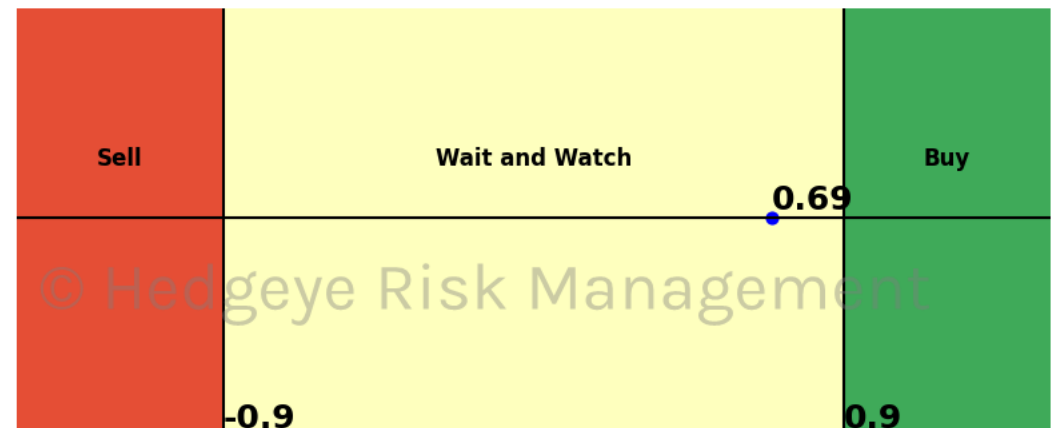 Sell
Wait and Watch
Buy
0.69
© Hedgeye Risk Management
-0.9
0.9